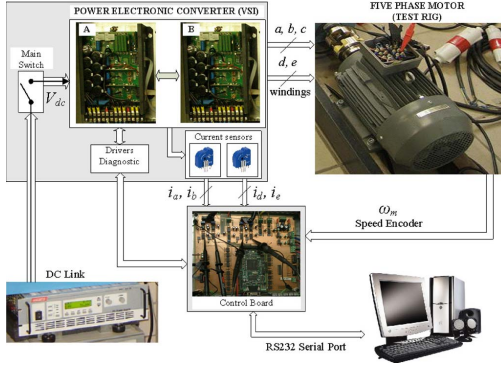 POWER ELECTRONIC CONVERTER (VSI)
FIVE PHASE MOTOR
(TEST RIG)
A
B
Main
Switch
V_dc
a, b, c
d, e
windings
Drivers
Diagnostic
Current sensors
i_a, i_b
i_d, i_e
ω_m
Speed Encoder
DC Link
Control Board
RS232 Serial Port